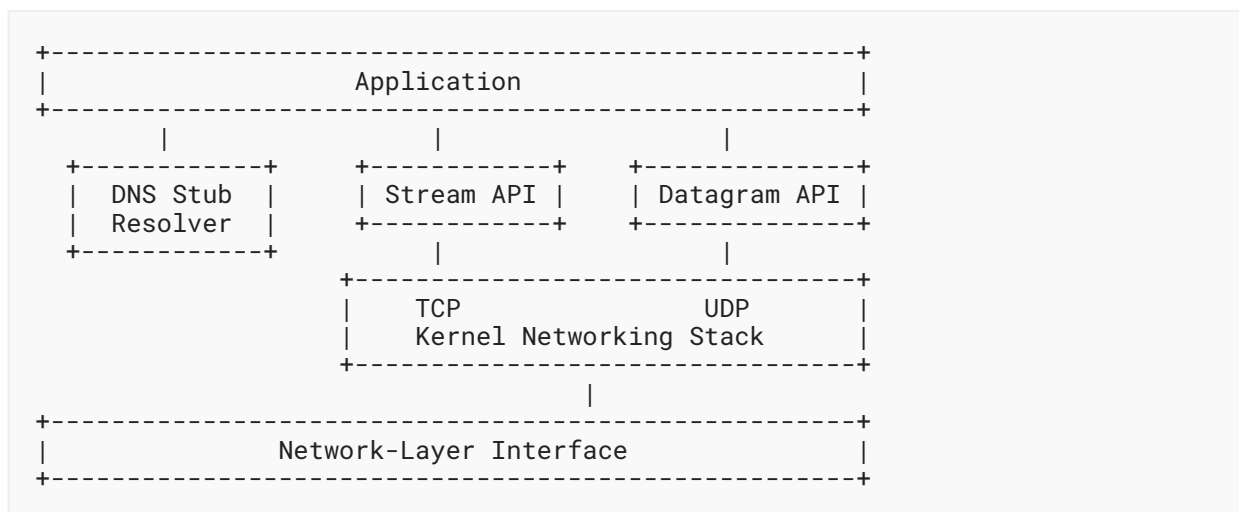 +-----------------------------------------------------+
|                    Application                      |
+-----------------------------------------------------+
        |                 |                  |
  +------------+     +------------+    +--------------+
  |  DNS Stub  |     | Stream API |    | Datagram API |
  |  Resolver  |     +------------+    +--------------+
  +------------+          |                  |
                    +---------------------------------+
                    |    TCP                UDP       |
                    |    Kernel Networking Stack      |
                    +---------------------------------+
                                    |
+-----------------------------------------------------+
|               Network-Layer Interface               |
+-----------------------------------------------------+